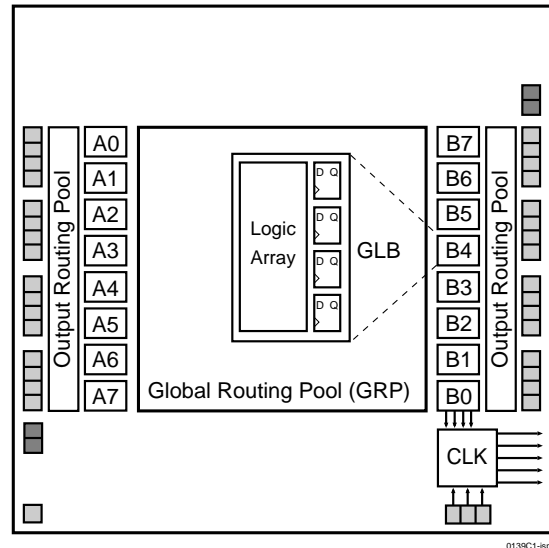 Output Routing Pool
A0
A1
A2
A3
A4
A5
A6
A7
Logic
Array
D Q
D Q
D Q
D Q
GLB
Global Routing Pool (GRP)
B7
B6
B5
B4
B3
B2
B1
B0
Output Routing Pool
CLK